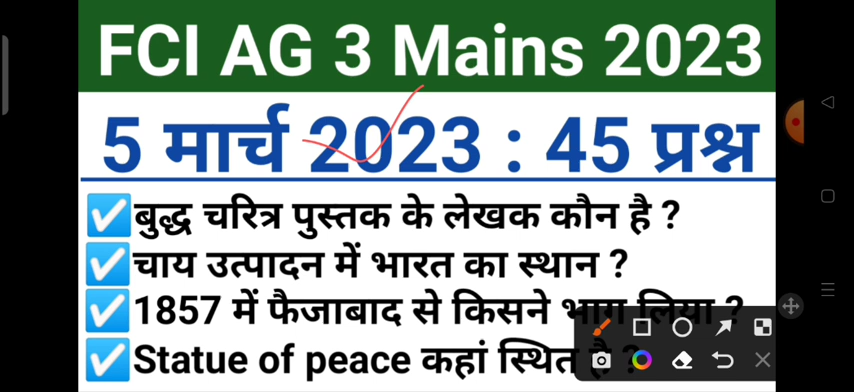 FCI AG 3 Mains 2023
5 मार्च 2023 : 45 प्रश्न
✅बुद्ध चरित्र पुस्तक के लेखक कौन है ?
✅चाय उत्पादन में भारत का स्थान ?
✅1857 में फैजाबाद से किसने भाग लिया ?
✅Statue of peace कहां स्थित है ?